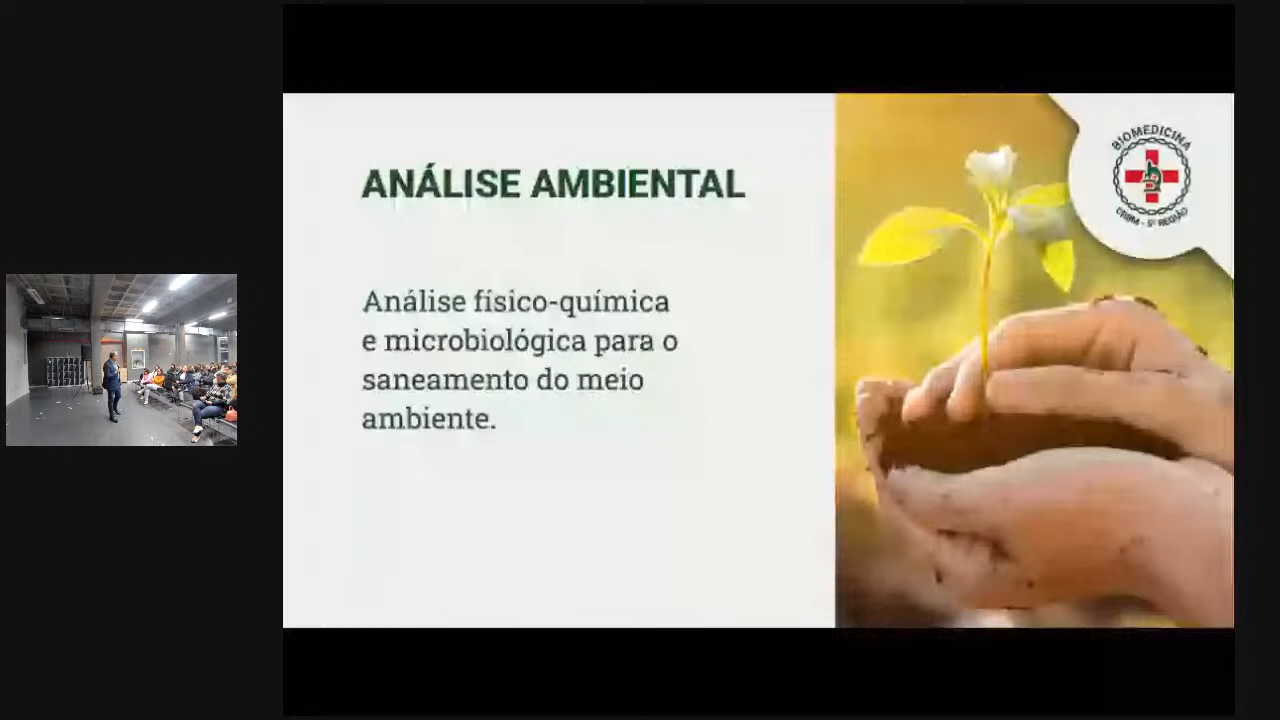 ANÁLISE AMBIENTAL
Análise físico-química
e microbiológica para o
saneamento do meio
ambiente.
BIOMEDICINA
CRBM - 5ª REGIÃO